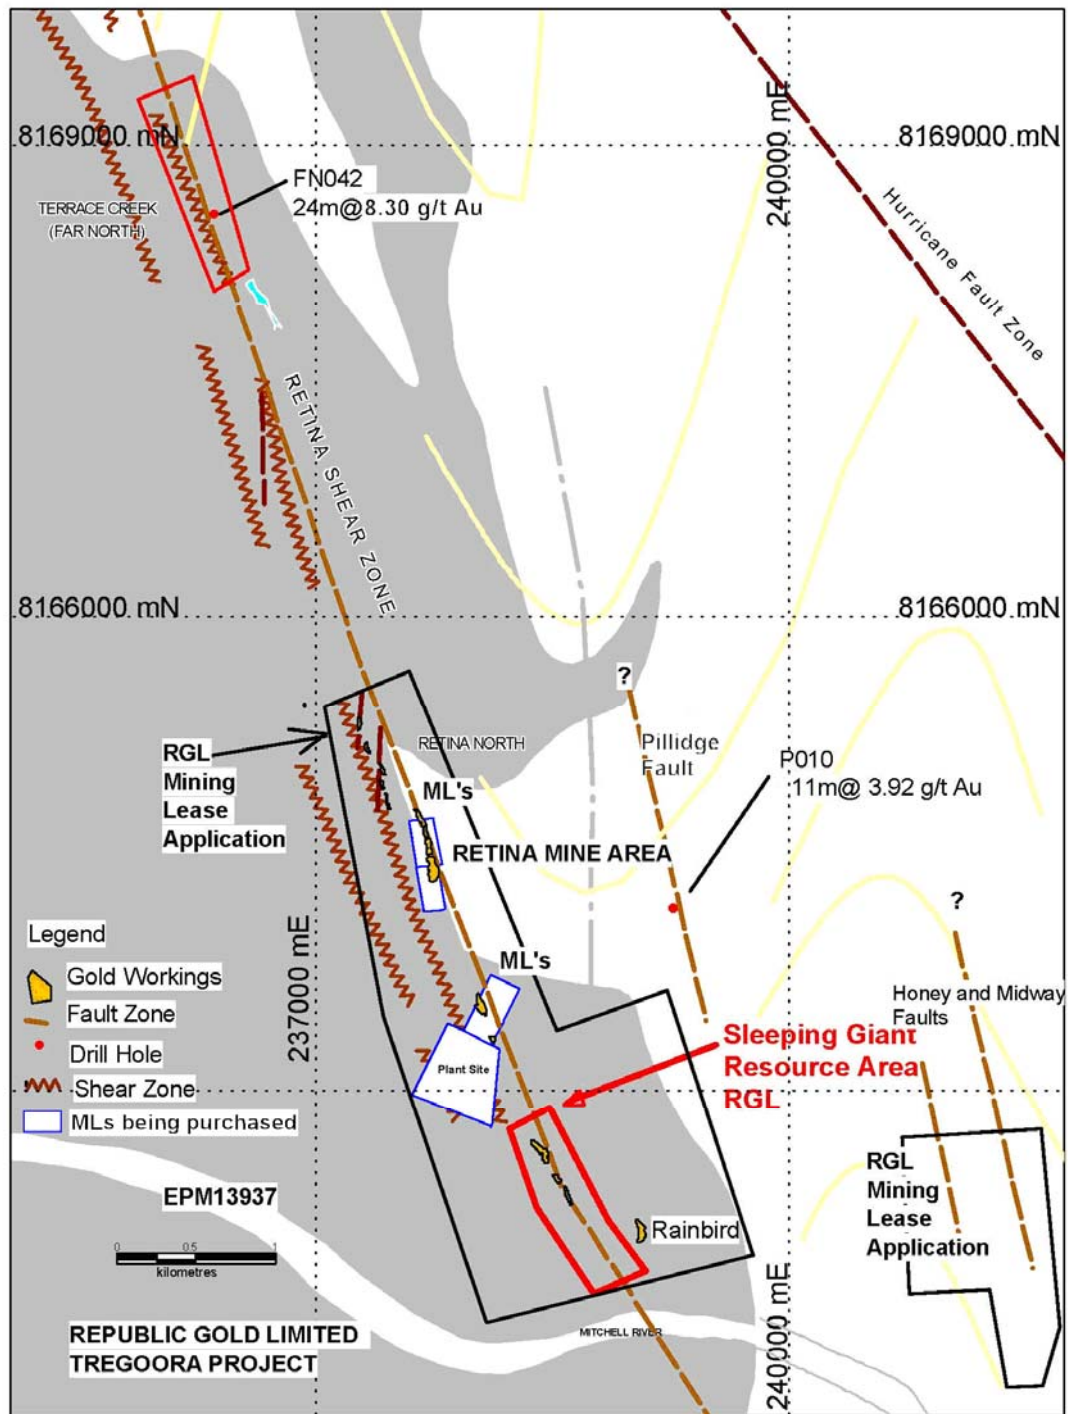 8169000 mN
240000 mE
8169000 mN
FN042
24m@8.30 g/t Au
TERRACE CREEK
(FAR NORTH)
Hurricane Fault Zone
RETINA SHEAR ZONE
8166000 mN
8166000 mN
?
Pillidge
Fault
RETINA NORTH
P010
11m@ 3.92 g/t Au
RGL
Mining
Lease
Application
ML's
RETINA MINE AREA
?
237000 mE
ML's
Honey and Midway
Faults
Legend
Gold Workings
Fault Zone
Drill Hole
Shear Zone
MLs being purchased
Plant Site
Sleeping Giant
Resource Area
RGL
RGL
Mining
Lease
Application
EPM13937
Rainbird
0 0.5 1
kilometres
240000 mE
MITCHELL RIVER
REPUBLIC GOLD LIMITED
TREGOORA PROJECT